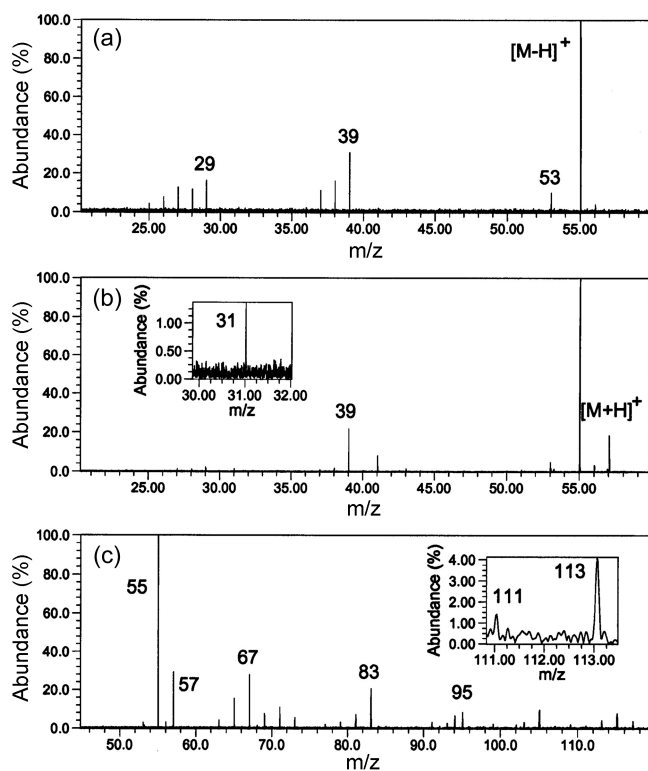 (a)
Abundance (%)
100.0
80.0
60.0
40.0
20.0
0.0
[M-H]+
29
39
53
25.00 30.00 35.00 40.00 45.00 50.00 55.00
m/z
(b)
Abundance (%)
100.0
80.0
60.0
40.0
20.0
0.0
Abundance (%)
1.00
0.50
0.00
31
30.00 31.00 32.00
m/z
39
[M+H]+
25.00 30.00 35.00 40.00 45.00 50.00 55.00
m/z
(c)
Abundance (%)
100.0
80.0
60.0
40.0
20.0
0.0
55
57
67
83
95
Abundance (%)
4.00
3.00
2.00
1.00
0.00
111
113
111.00 112.00 113.00
m/z
50.0 60.0 70.0 80.0 90.0 100.0 110.0
m/z